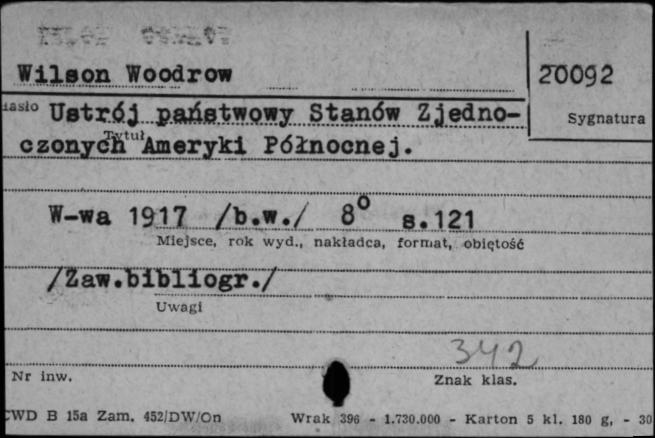 Wilson Woodrow
20092
iasło Ustrój państwowy Stanów Zjedno-
Sygnatura
Tytuł
czonych Ameryki Północnej.
W-wa 1917 /b.w./ 8° s.121
Miejsce, rok wyd., nakładca, format, objętość
/Zaw.bibliogr./
Uwagi
342
Nr inw.
Znak klas.
CWD B 15a Zam. 452/DW/On Wrak 396 - 1.730.000 - Karton 5 kl. 180 g, - 30